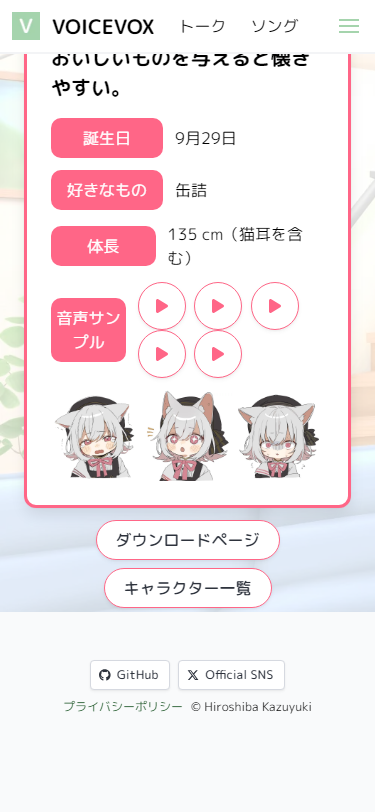 V VOICEVOX トーク ソング
おいしいものを与えると懐き
やすい。
誕生日 9月29日
好きなもの 缶詰
体長 135 cm（猫耳を含
む）
音声サン
プル
ダウンロードページ
キャラクター一覧
GitHub Official SNS
プライバシーポリシー © Hiroshiba Kazuyuki